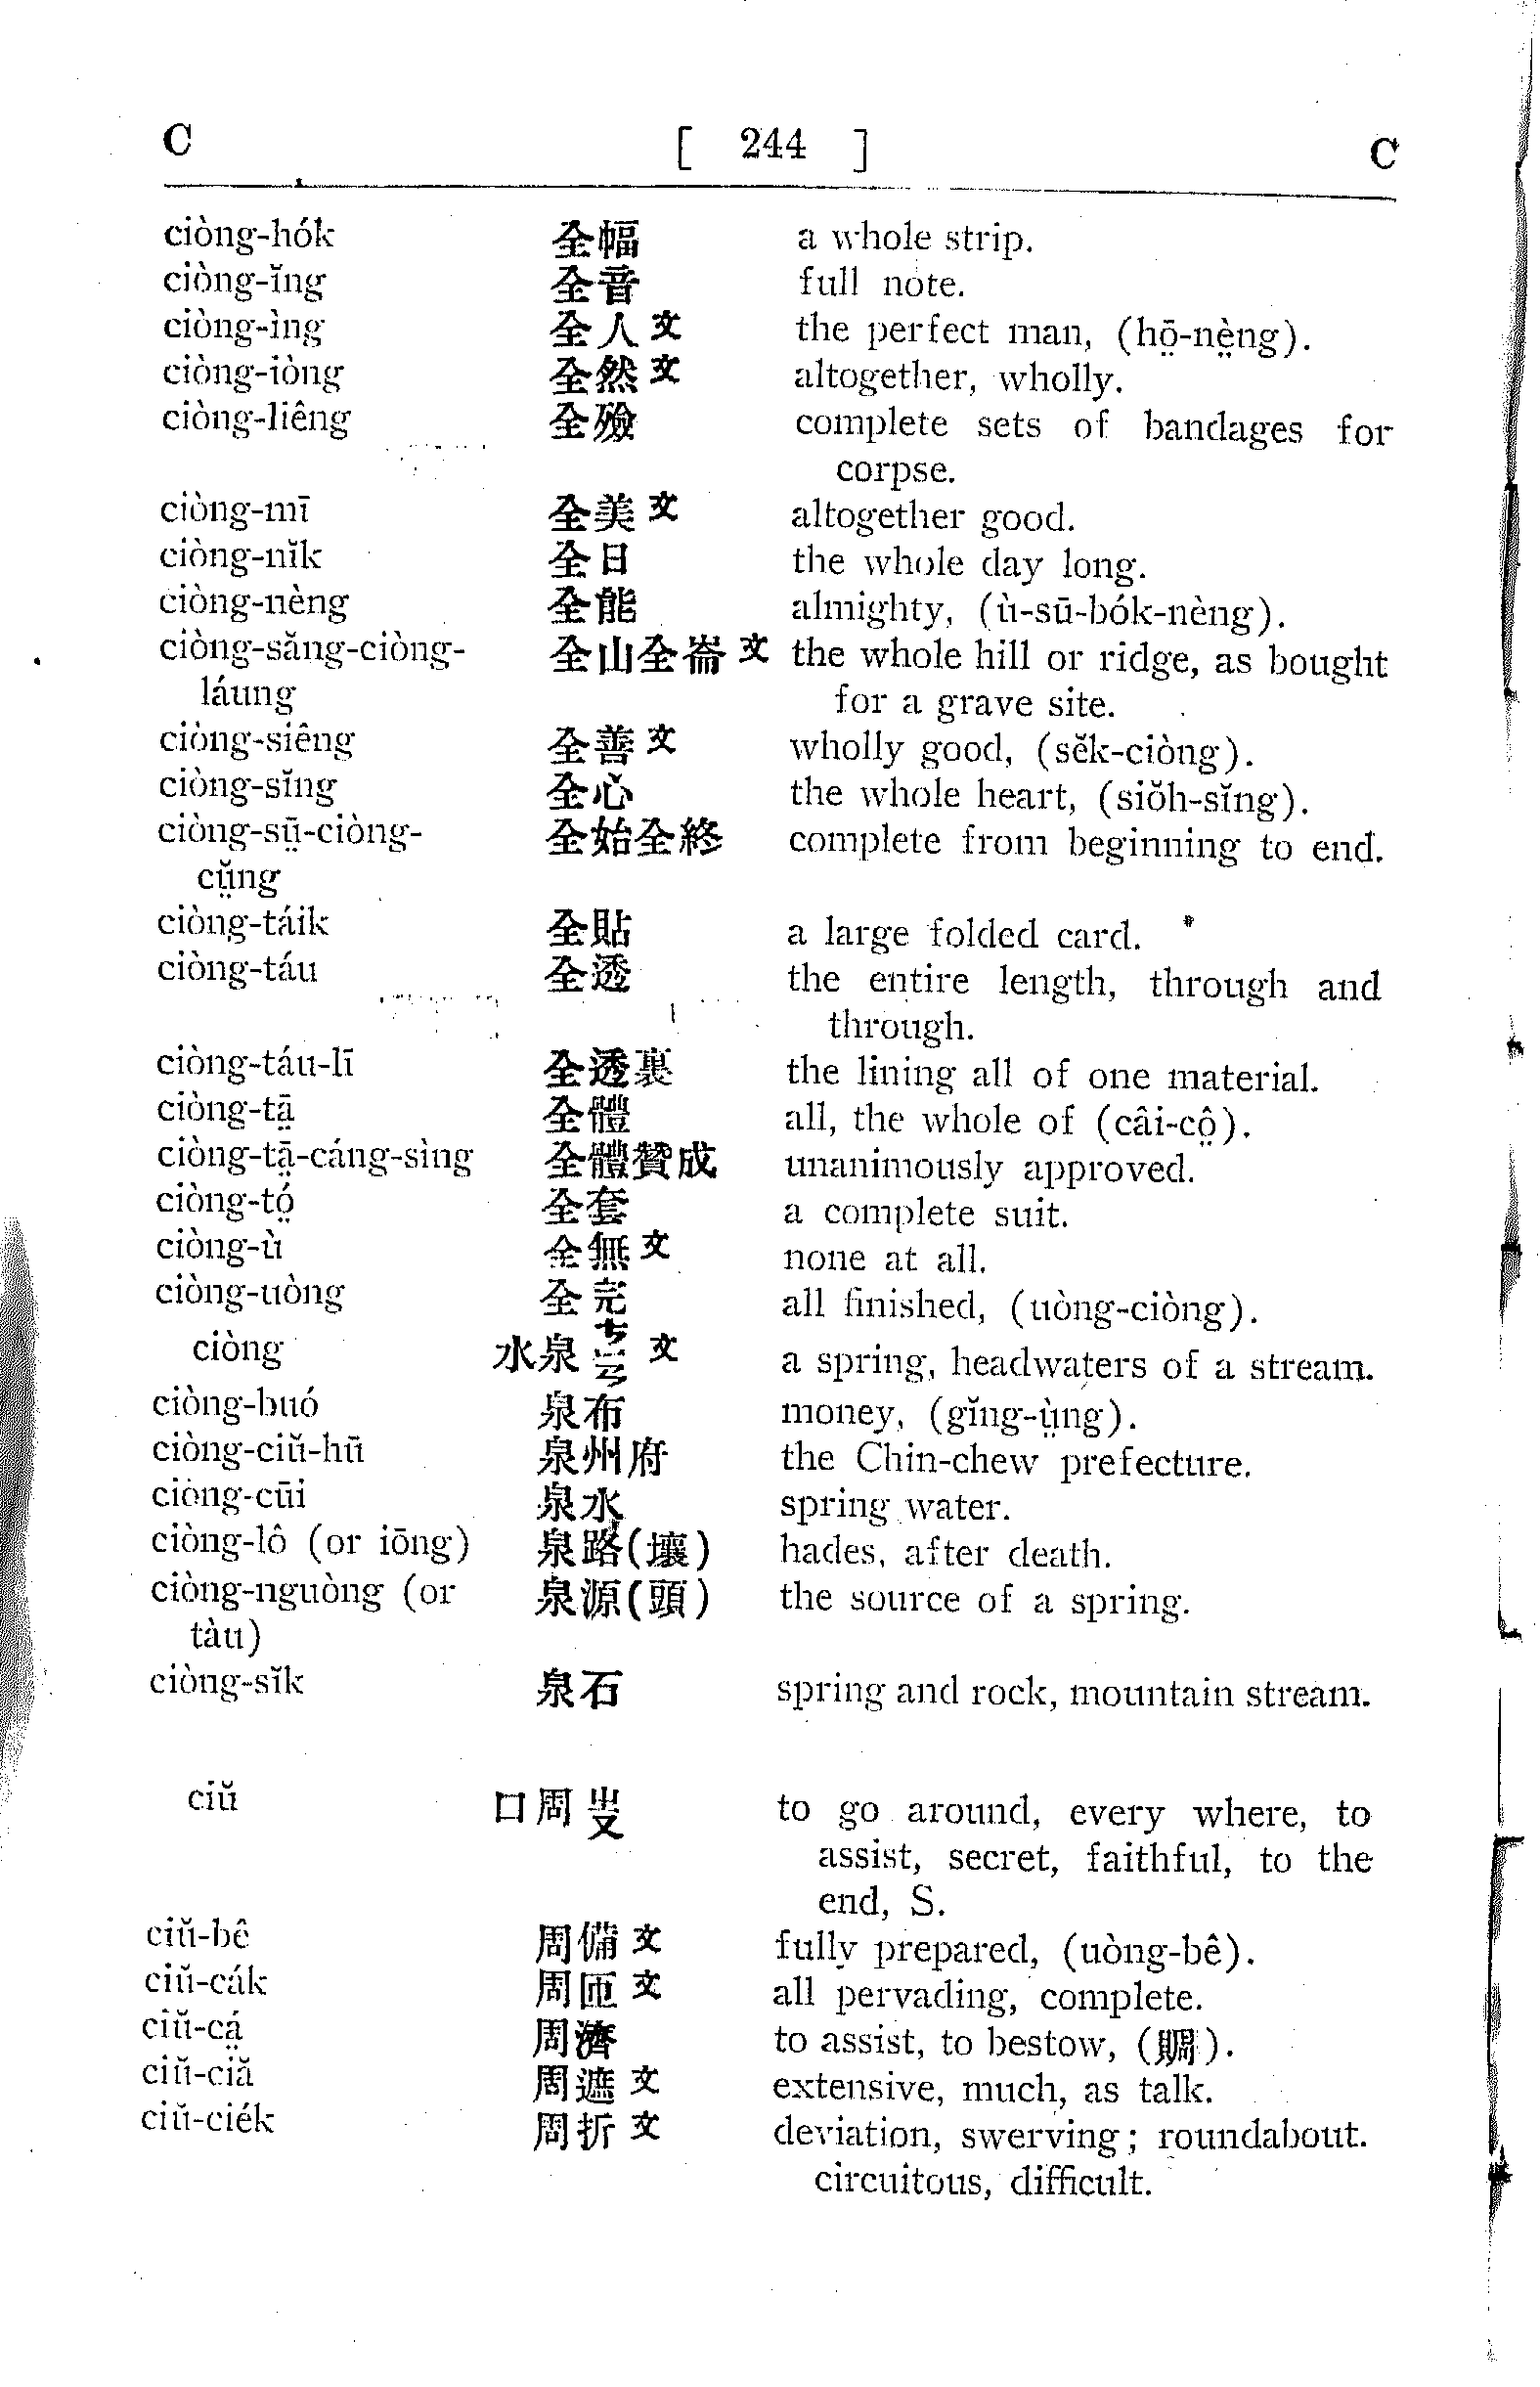 C [ 244 ] C
ciòng-hók 全幅 a whole strip.
ciòng-ĭng 全音 full note.
ciòng-ìng 全人文 the perfect man, (hō̤-nè̤ng).
ciòng-iòng 全然文 altogether, wholly.
ciòng-liêng 全殮 complete sets of bandages for
corpse.
ciòng-mī 全美文 altogether good.
ciòng-nĭk 全日 the whole day long.
ciòng-nèng 全能 almighty, (ù-sū-bók-nèng).
ciòng-săng-ciòng- 全山全崙文 the whole hill or ridge, as bought
láung for a grave site.
ciòng-siêng 全善文 wholly good, (sĕk-ciòng).
ciòng-sĭng 全心 the whole heart, (siŏh-sĭng).
ciòng-sṳ̄-ciòng- 全始全終 complete from beginning to end.
cṳ̆ng
ciòng-táik 全貼 a large folded card.
ciòng-táu 全透 the entire length, through and
through.
ciòng-táu-lī 全透裏 the lining all of one material.
ciòng-tā̤ 全體 all, the whole of (câi-cô̤).
ciòng-tā̤-cáng-sìng 全體贊成 unanimously approved.
ciòng-tó̤ 全套 a complete suit.
ciòng-ù 全無文 none at all.
ciòng-uòng 全完 all finished, (uòng-ciòng).
ciòng 水泉 文 a spring, headwaters of a stream.
ciòng-buó 泉布 money, (gĭng-ṳ̀ng).
ciòng-ciŭ-hū 泉州府 the Chin-chew prefecture.
ciòng-cūi 泉水 spring water.
ciòng-lô (or iōng) 泉路(壤) hades, after death.
ciòng-nguòng (or 泉源(頭) the source of a spring.
tàu)
ciòng-sĭk 泉石 spring and rock, mountain stream.
ciŭ 口周ㄓㄡ to go around, every where, to
assist, secret, faithful, to the
end, S.
ciŭ-bê 周備文 fully prepared, (uòng-bê).
ciŭ-cák 周匝文 all pervading, complete.
ciŭ-cá̤ 周濟 to assist, to bestow, (賙).
ciŭ-ciă 周遮文 extensive, much, as talk.
ciŭ-ciék 周折文 deviation, swerving; roundabout.
circuitous, difficult.